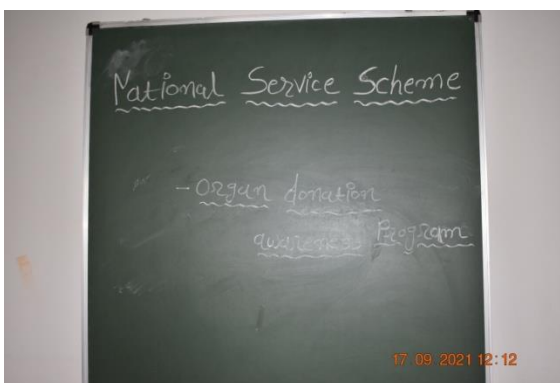 National Service Scheme
- Organ donation
awareness Program
17 09 2021 12:12